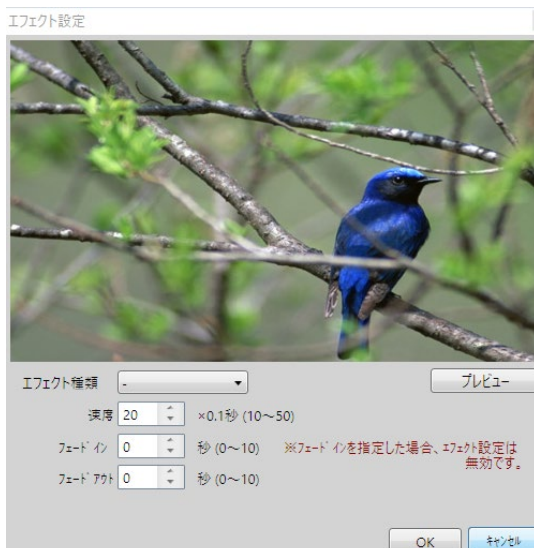 エフェクト設定
エフェクト種類 - プレビュー
速度 20 ×0.1秒 (10～50)
フェードイン 0 秒 (0～10) ※フェードインを指定した場合、エフェクト設定は
無効です。
フェードアウト 0 秒 (0～10)
OK キャンセル